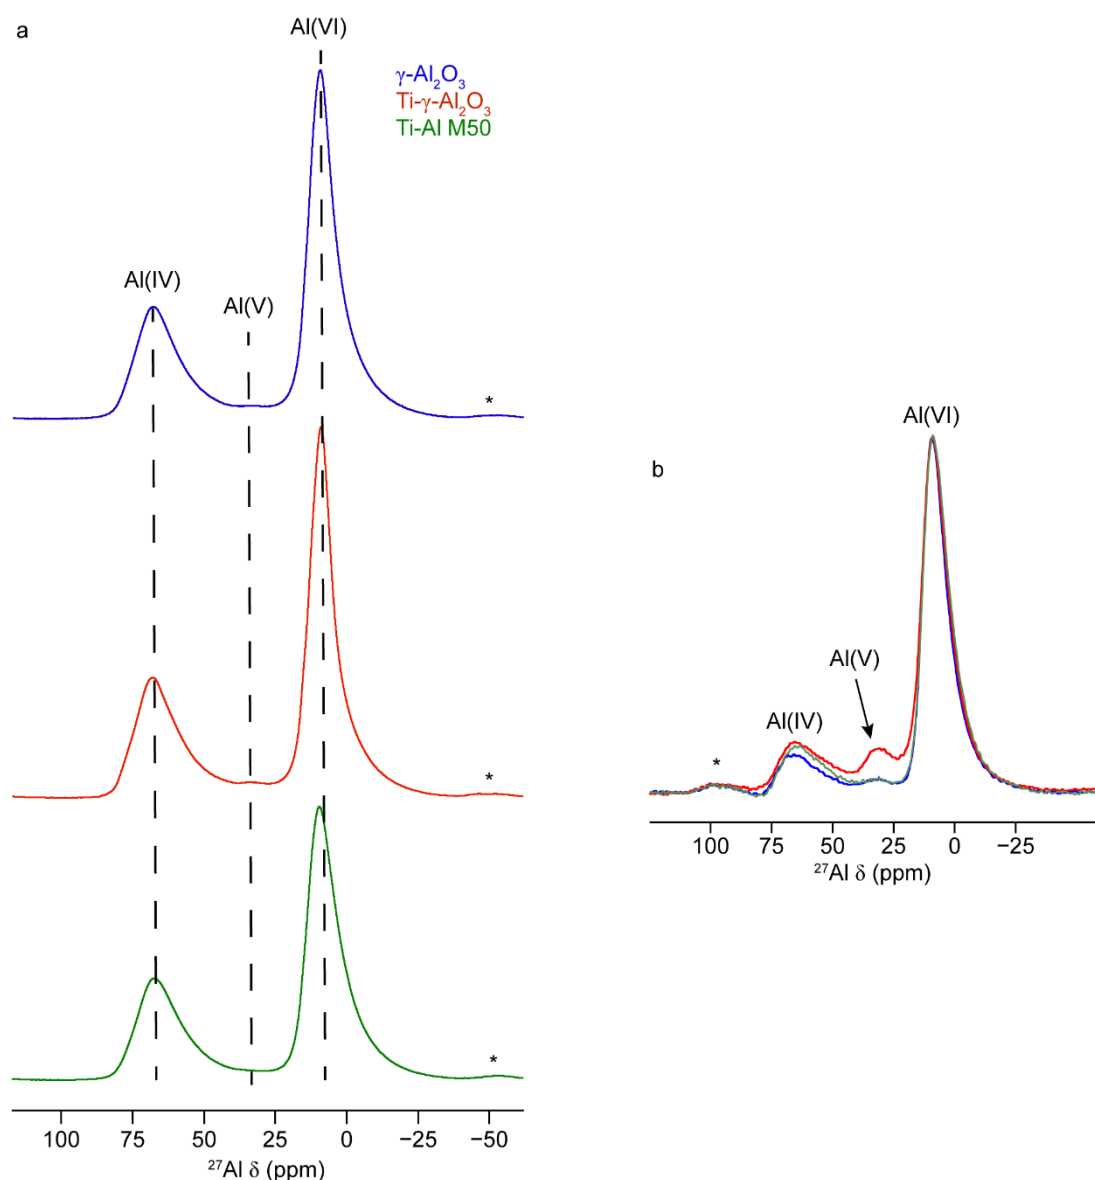 a
Al(VI)
γ-Al₂O₃
Ti-γ-Al₂O₃
Ti-Al M50
Al(IV)
Al(V)
*
*
*
100 75 50 25 0 −25 −50
²⁷Al δ (ppm)
b
Al(VI)
Al(V)
Al(IV)
*
100 75 50 25 0 −25
²⁷Al δ (ppm)